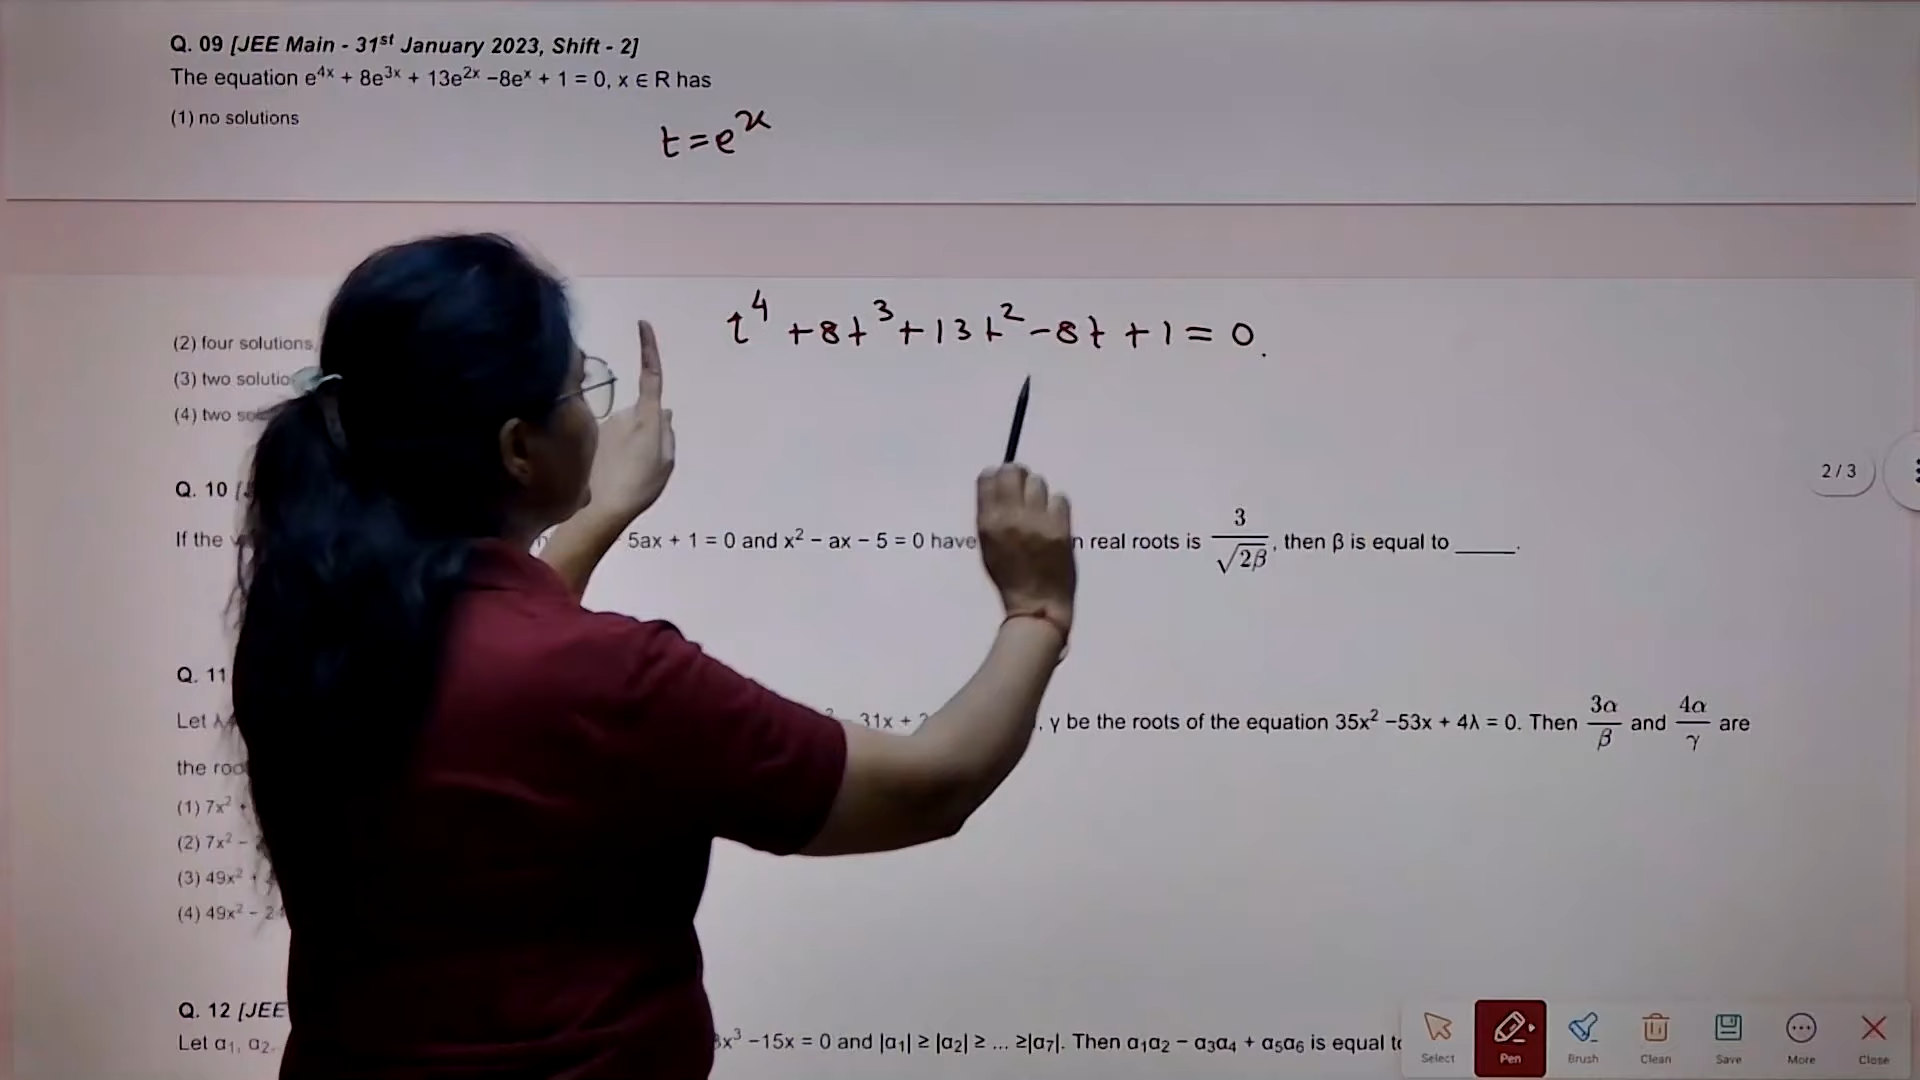 Q. 09 [JEE Main - 31st January 2023, Shift - 2]
The equation e⁴ˣ + 8e³ˣ + 13e²ˣ −8eˣ + 1 = 0, x ∈ R has
(1) no solutions
t=eˣ
t⁴ +8t³+13t²-8t+1=0.
(2) four solutions
(3) two
(4) two
2 / 3
Q. 10
If the 5ax + 1 = 0 and x² − ax − 5 = 0 have real roots is 3/√2β, then β is equal to _____.
Q. 11
Let 31x + , γ be the roots of the equation 35x² −53x + 4λ = 0. Then 3α/β and 4α/γ are
the
(1) 7x² +
(2) 7x² −
(3) 49x² +
(4) 49x² −
Q. 12 [JEE
Let α₁, α₂ x³ −15x = 0 and |α₁| ≥ |α₂| ≥ ... ≥|α₇|. Then α₁α₂ − α₃α₄ + α₅α₆ is equal
Select Pen Brush Clean Save More Close